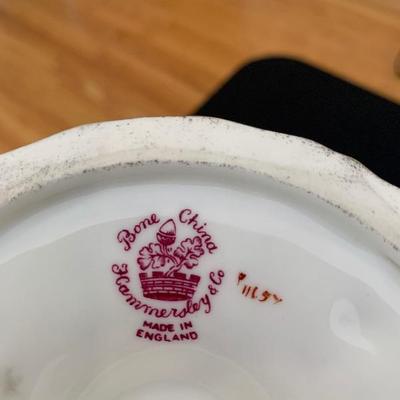 Bone China
Hammersley & Co
MADE IN
ENGLAND